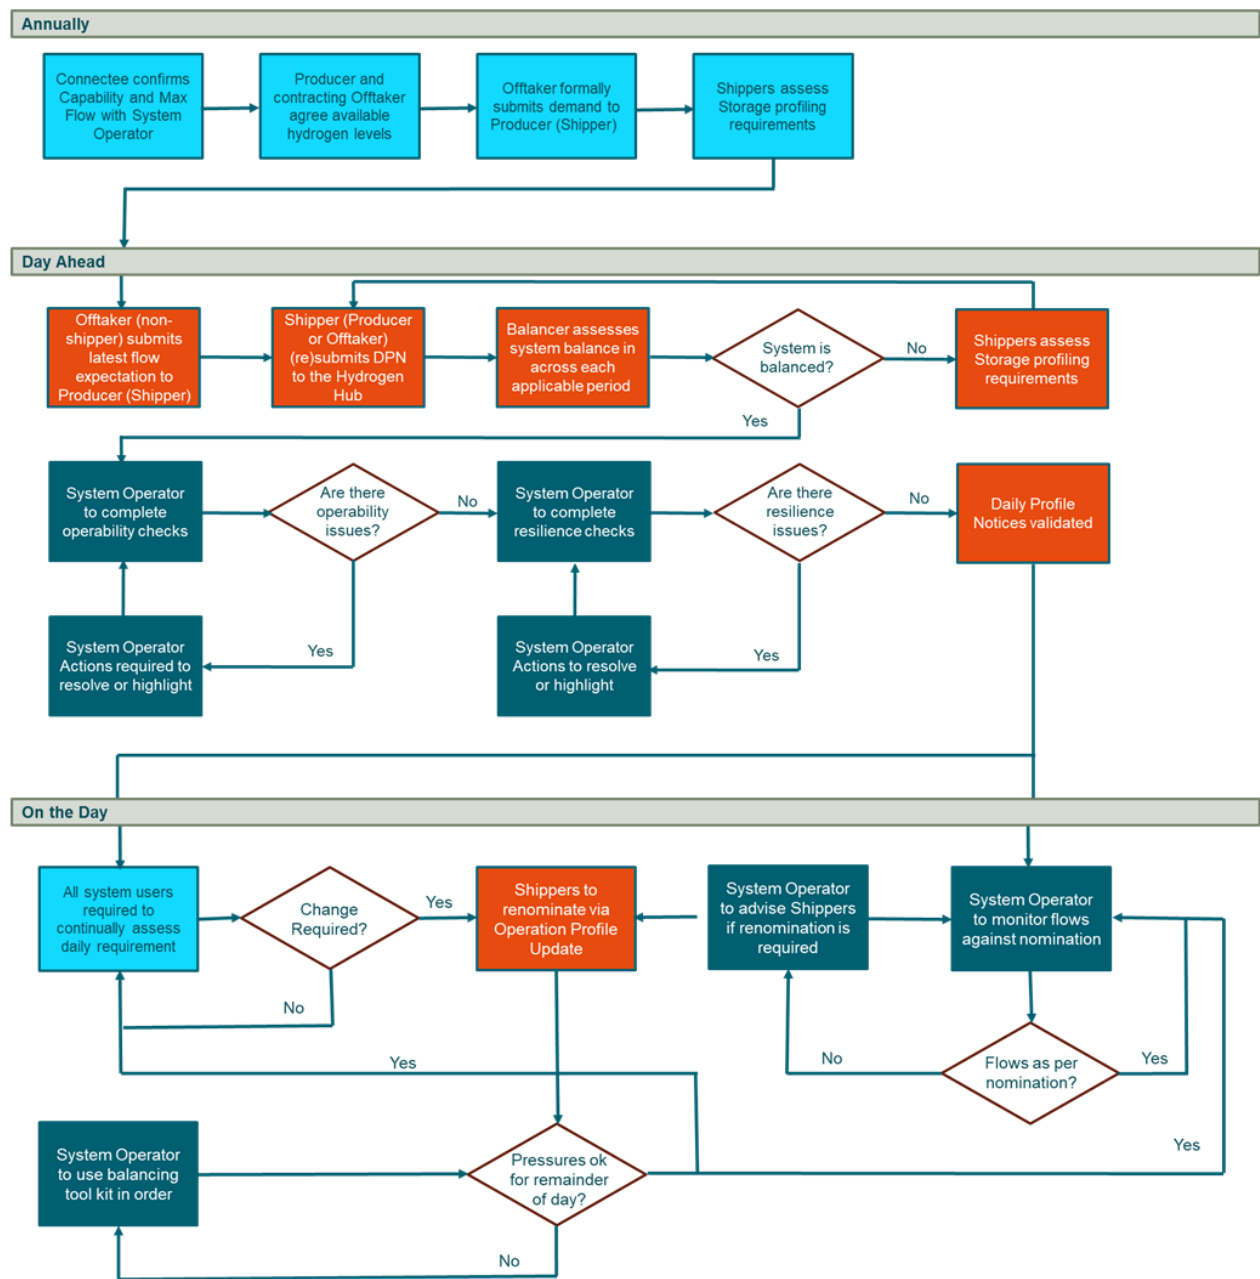 Annually
Connectee confirms
Capability and Max
Flow with System
Operator
Producer and
contracting Offtaker
agree available
hydrogen levels
Offtaker formally
submits demand to
Producer (Shipper)
Shippers assess
Storage profiling
requirements
Day Ahead
Offtaker (non-
shipper) submits
latest flow
expectation to
Producer (Shipper)
Shipper (Producer
or Offtaker)
(re)submits DPN
to the Hydrogen
Hub
Balancer assesses
system balance in
across each
applicable period
System is
balanced?
No
Shippers assess
Storage profiling
requirements
Yes
System Operator
to complete
operability checks
Are there
operability
issues?
No
System Operator
to complete
resilience checks
Are there
resilience
issues?
No
Daily Profile
Notices validated
System Operator
Actions required to
resolve or highlight
Yes
System Operator
Actions to resolve
or highlight
Yes
On the Day
All system users
required to
continually assess
daily requirement
Change
Required?
Yes
Shippers to
renominate via
Operation Profile
Update
System Operator
to advise Shippers
if renomination is
required
System Operator
to monitor flows
against nomination
No
Yes
No
Flows as per
nomination?
Yes
System Operator
to use balancing
tool kit in order
Pressures ok
for remainder
of day?
Yes
No